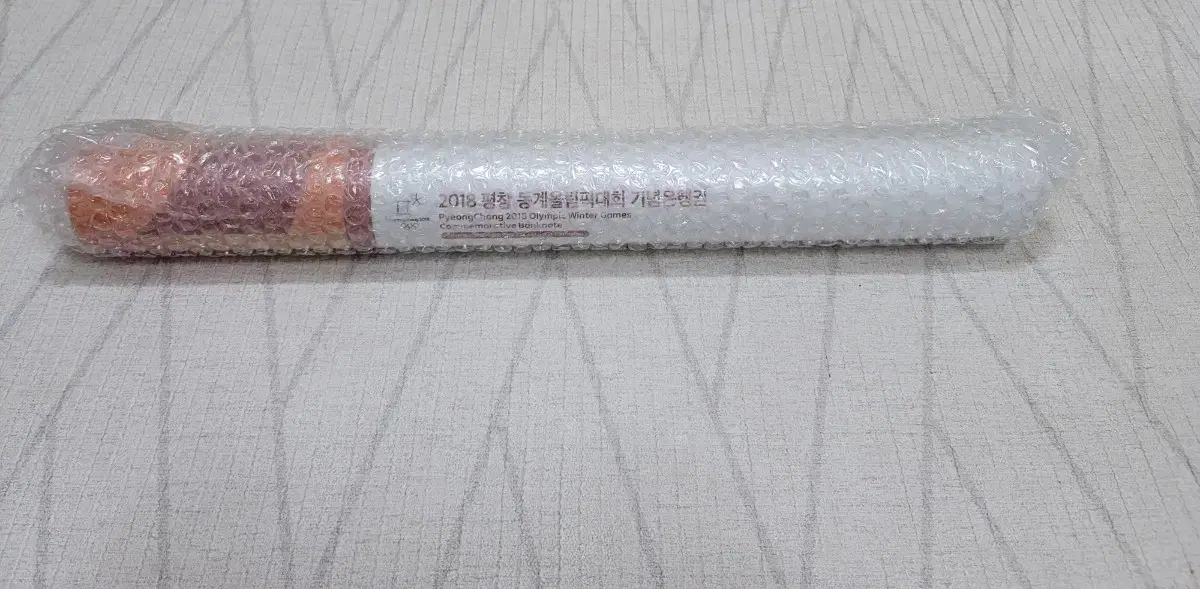 2018 평창 동계올림픽대회 기념은행권
PyeongChang 2018 Olympic Winter Games
Commemorative Banknote